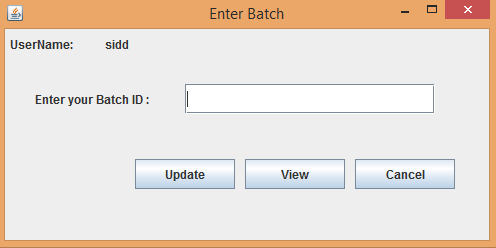 Enter Batch
UserName: sidd
Enter your Batch ID :
Update View Cancel